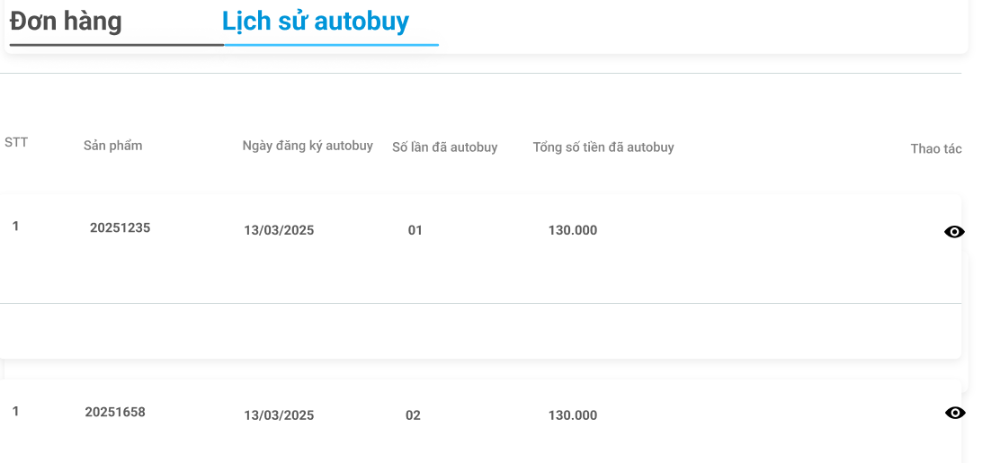 Đơn hàng Lịch sử autobuy
STT Sản phẩm Ngày đăng ký autobuy Số lần đã autobuy Tổng số tiền đã autobuy Thao tác
1 20251235 13/03/2025 01 130.000
1 20251658 13/03/2025 02 130.000